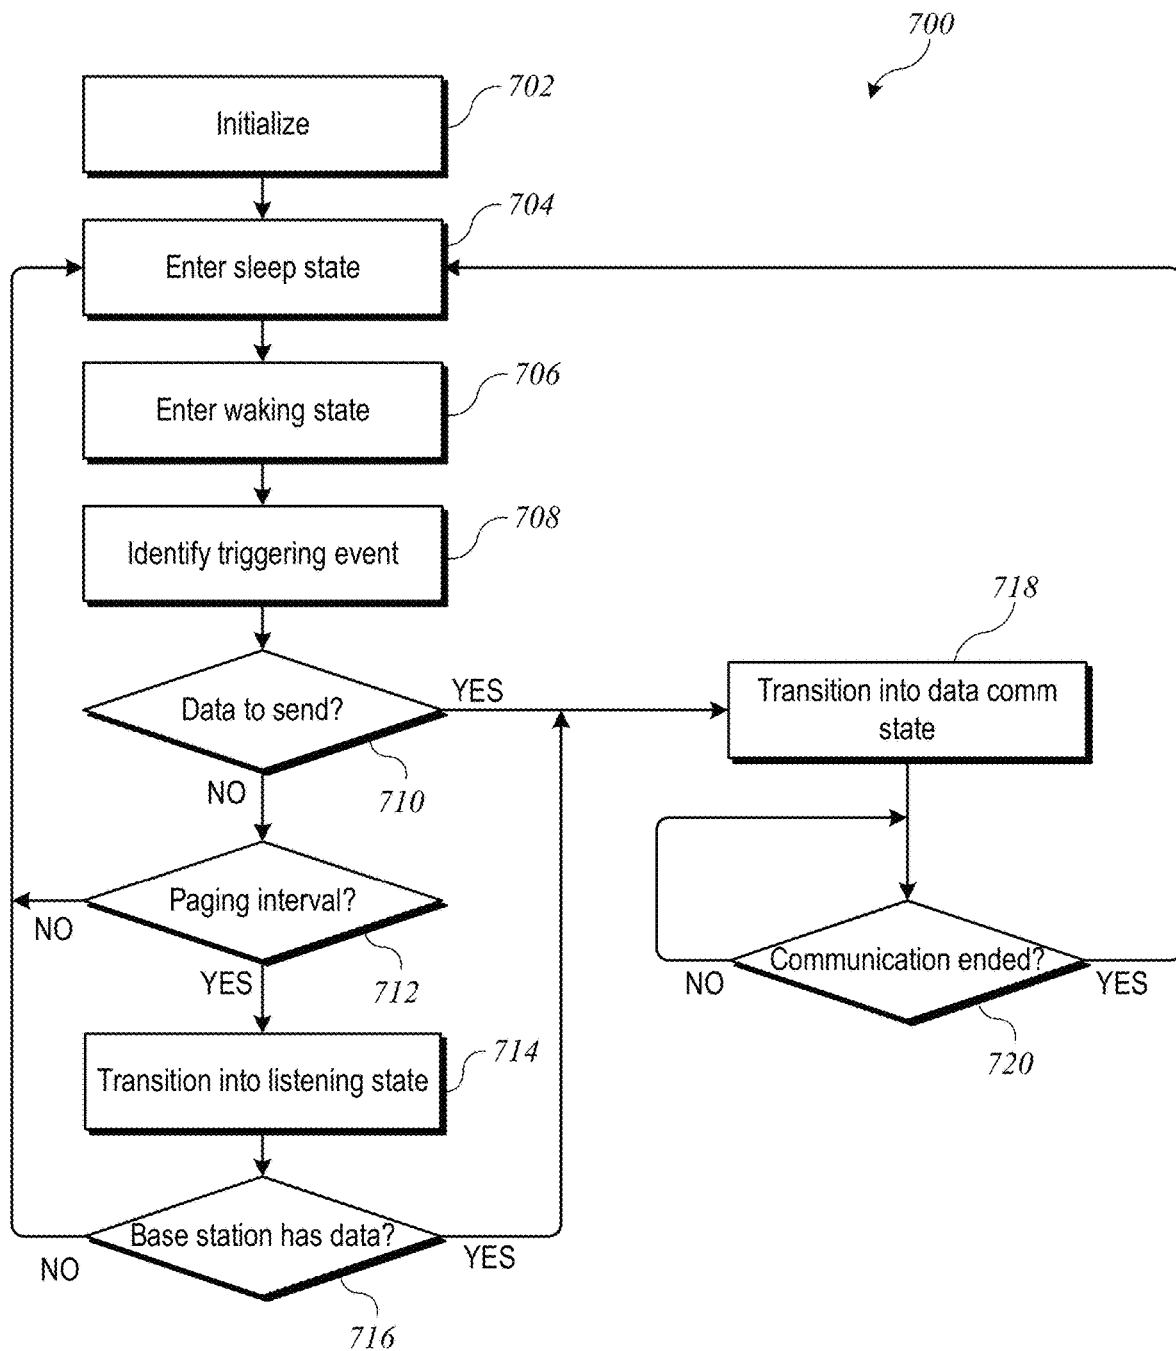 700
702
Initialize
704
Enter sleep state
706
Enter waking state
708
Identify triggering event
718
Transition into data comm
state
Data to send?
YES
NO
710
Paging interval?
NO
YES
712
Communication ended?
NO
YES
720
714
Transition into listening state
Base station has data?
NO
YES
716